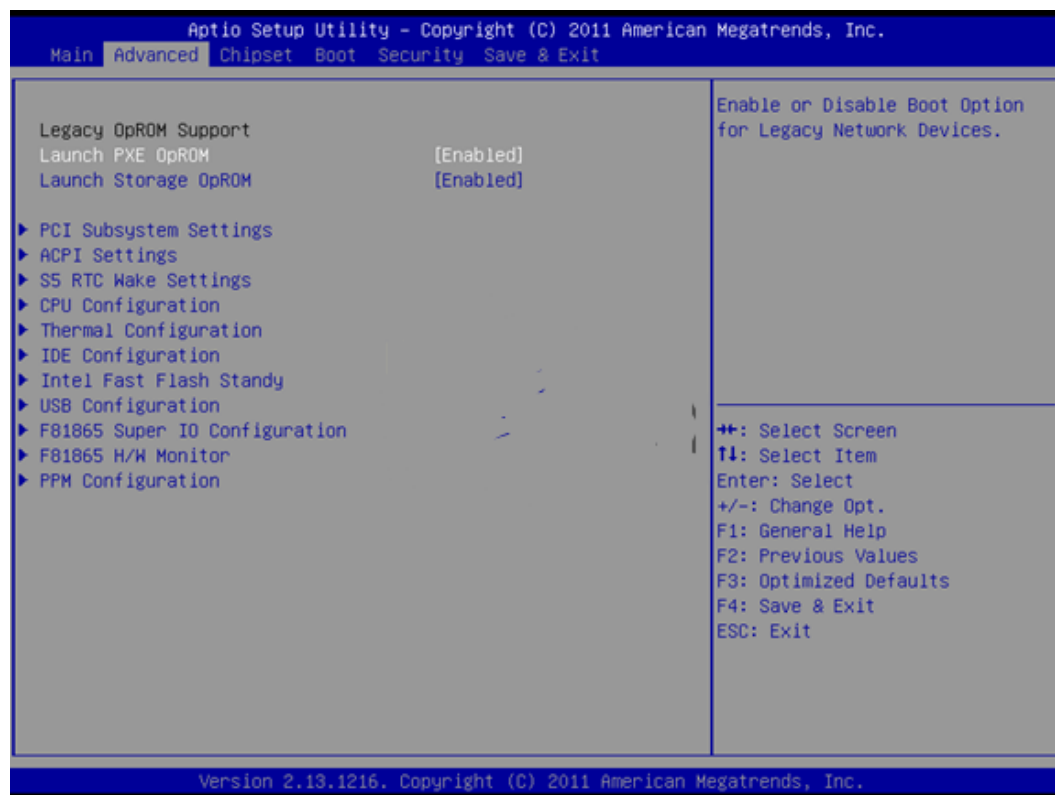 Aptio Setup Utility - Copyright (C) 2011 American Megatrends, Inc.
Main Advanced Chipset Boot Security Save & Exit
Legacy OpROM Support
Launch PXE OpROM [Enabled]
Launch Storage OpROM [Enabled]
▶ PCI Subsystem Settings
▶ ACPI Settings
▶ S5 RTC Wake Settings
▶ CPU Configuration
▶ Thermal Configuration
▶ IDE Configuration
▶ Intel Fast Flash Standy
▶ USB Configuration
▶ F81865 Super IO Configuration
▶ F81865 H/W Monitor
▶ PPM Configuration
Enable or Disable Boot Option
for Legacy Network Devices.
→←: Select Screen
↑↓: Select Item
Enter: Select
+/-: Change Opt.
F1: General Help
F2: Previous Values
F3: Optimized Defaults
F4: Save & Exit
ESC: Exit
Version 2.13.1216. Copyright (C) 2011 American Megatrends, Inc.